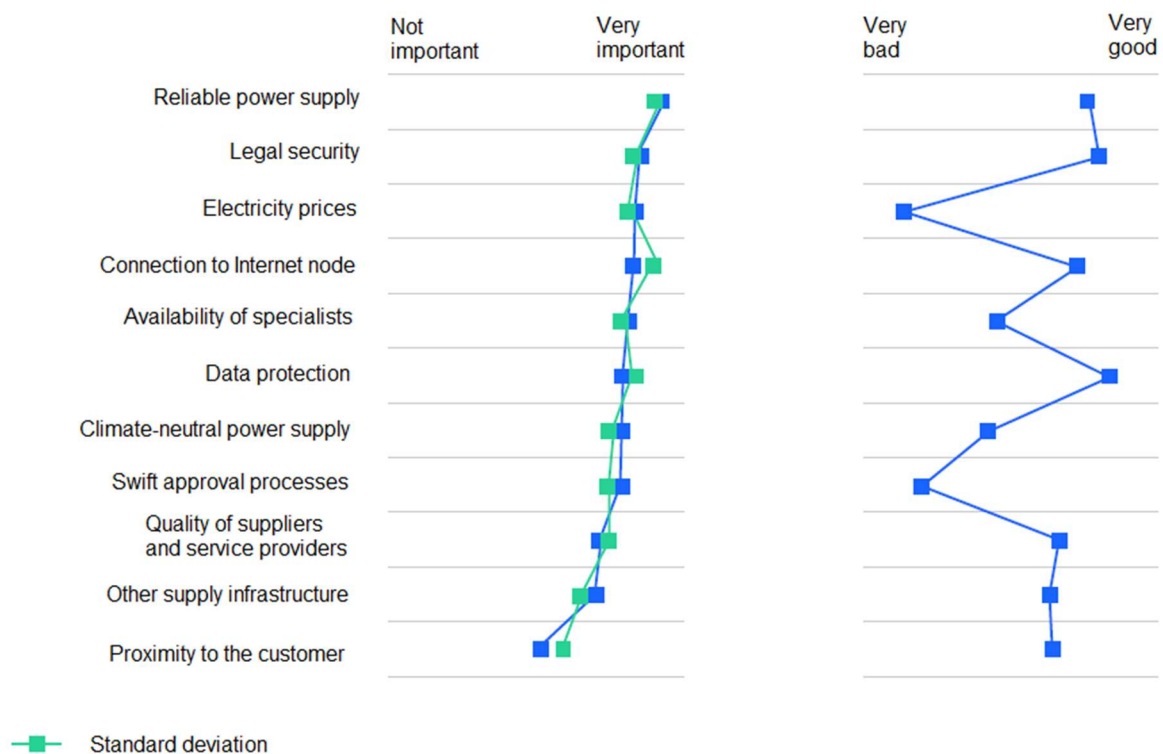 Not
important
Very
important
Very
bad
Very
good
Reliable power supply
Legal security
Electricity prices
Connection to Internet node
Availability of specialists
Data protection
Climate-neutral power supply
Swift approval processes
Quality of suppliers
and service providers
Other supply infrastructure
Proximity to the customer
Standard deviation